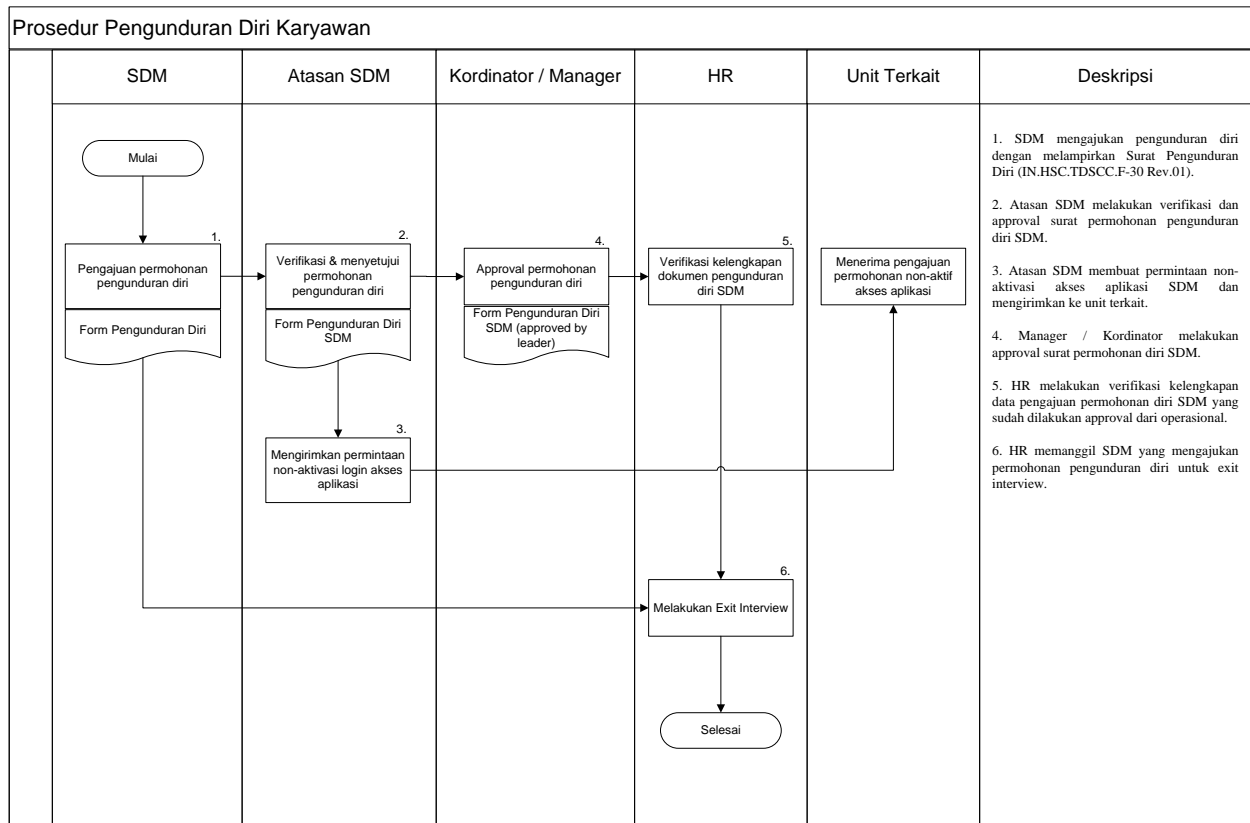 Prosedur Pengunduran Diri Karyawan
SDM
Atasan SDM
Kordinator / Manager
HR
Unit Terkait
Deskripsi
Mulai
1.
Pengajuan permohonan
pengunduran diri
Form Pengunduran Diri
2.
Verifikasi & menyetujui
permohonan
pengunduran diri
Form Pengunduran Diri
SDM
3.
Mengirimkan permintaan
non-aktivasi login akses
aplikasi
4.
Approval permohonan
pengunduran diri
Form Pengunduran Diri
SDM (approved by
leader)
5.
Verifikasi kelengkapan
dokumen pengunduran
diri SDM
Menerima pengajuan
permohonan non-aktif
akses aplikasi
6.
Melakukan Exit Interview
Selesai
1. SDM mengajukan pengunduran diri
dengan melampirkan Surat Pengunduran
Diri (IN.HSC.TDSCC.F-30 Rev.01).
2. Atasan SDM melakukan verifikasi dan
approval surat permohonan pengunduran
diri SDM.
3. Atasan SDM membuat permintaan non-
aktivasi akses aplikasi SDM dan
mengirimkan ke unit terkait.
4. Manager / Kordinator melakukan
approval surat permohonan diri SDM.
5. HR melakukan verifikasi kelengkapan
data pengajuan permohonan diri SDM yang
sudah dilakukan approval dari operasional.
6. HR memanggil SDM yang mengajukan
permohonan pengunduran diri untuk exit
interview.